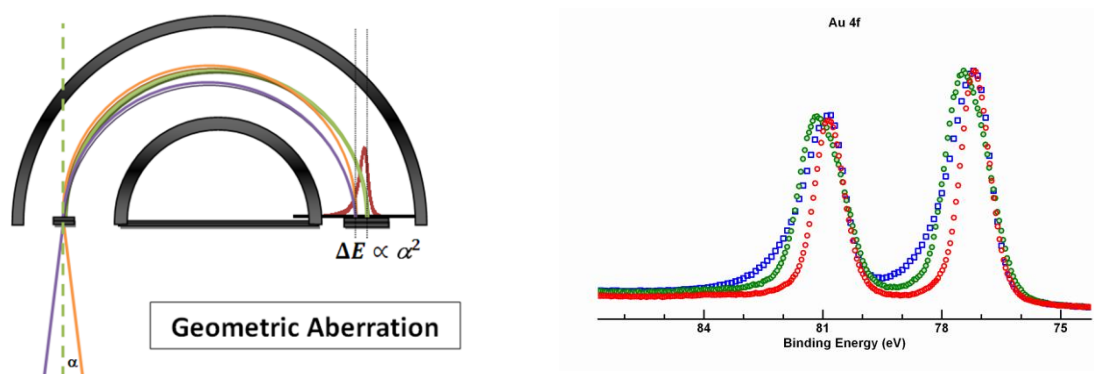 ΔE ∝ α²
Geometric Aberration
α
Au 4f
84 81 78 75
Binding Energy (eV)